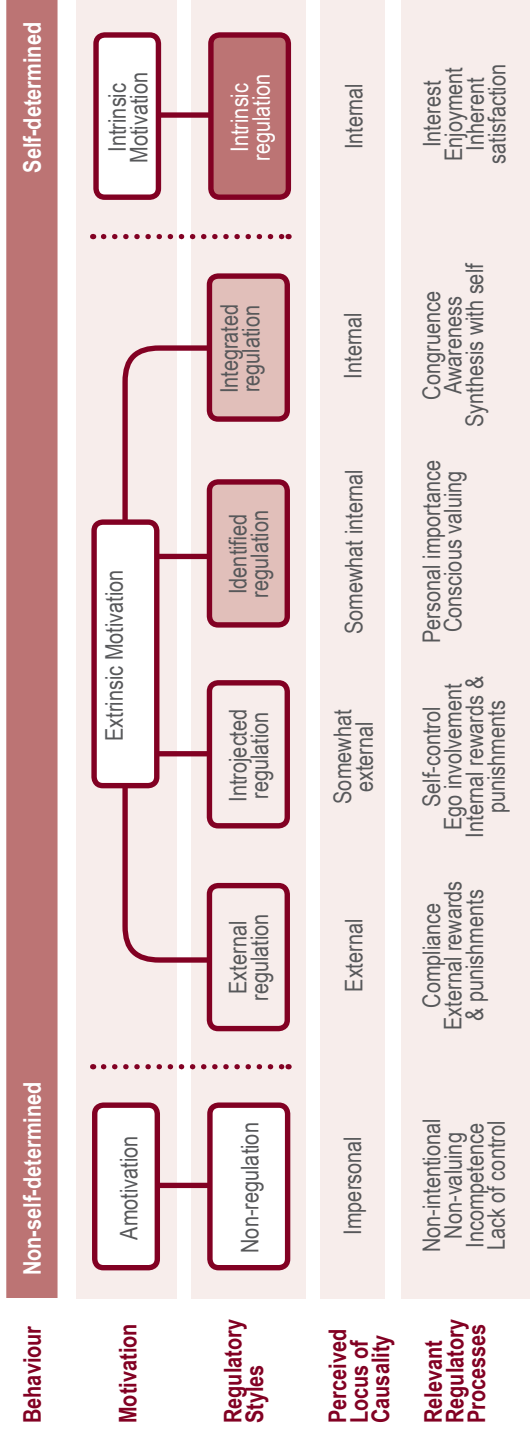 Behaviour
Non-self-determined
Self-determined
Motivation
Amotivation
Extrinsic Motivation
Intrinsic
Motivation
Regulatory
Styles
Non-regulation
External
regulation
Introjected
regulation
Identified
regulation
Integrated
regulation
Intrinsic
regulation
Perceived
Locus of
Causality
Impersonal
External
Somewhat
external
Somewhat internal
Internal
Internal
Relevant
Regulatory
Processes
Non-intentional
Non-valuing
Incompetence
Lack of control
Compliance
External rewards
& punishments
Self-control
Ego involvement
Internal rewards &
punishments
Personal importance
Conscious valuing
Congruence
Awareness
Synthesis with self
Interest
Enjoyment
Inherent
satisfaction